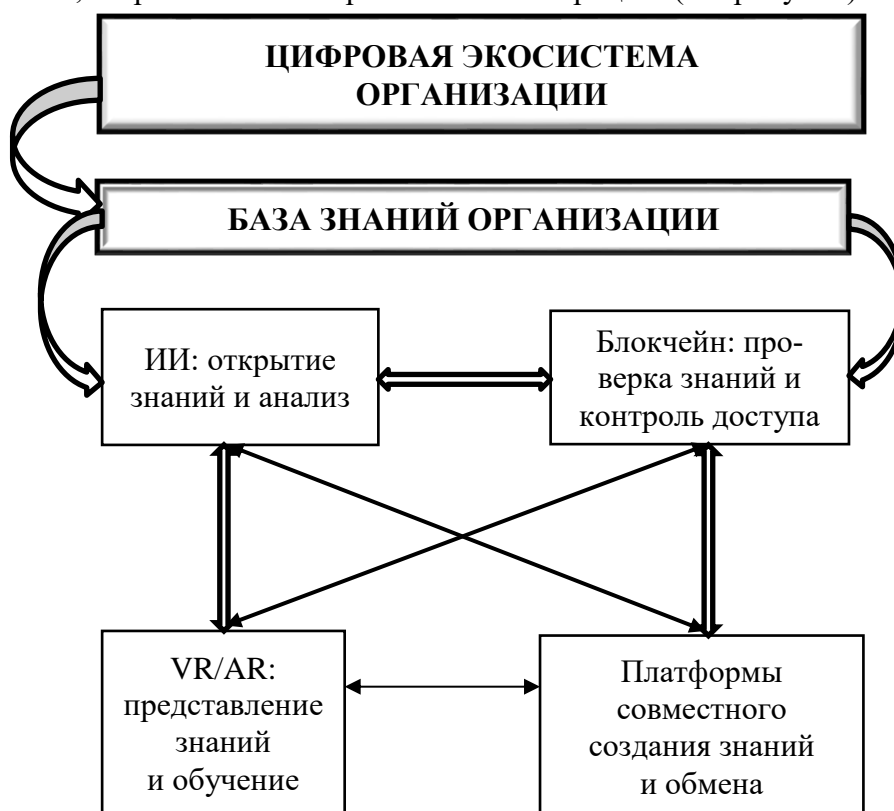 ЦИФРОВАЯ ЭКОСИСТЕМА
ОРГАНИЗАЦИИ
БАЗА ЗНАНИЙ ОРГАНИЗАЦИИ
ИИ: открытие
знаний и анализ
Блокчейн: про-
верка знаний и
контроль доступа
VR/AR:
представление
знаний
и обучение
Платформы
совместного
создания знаний
и обмена